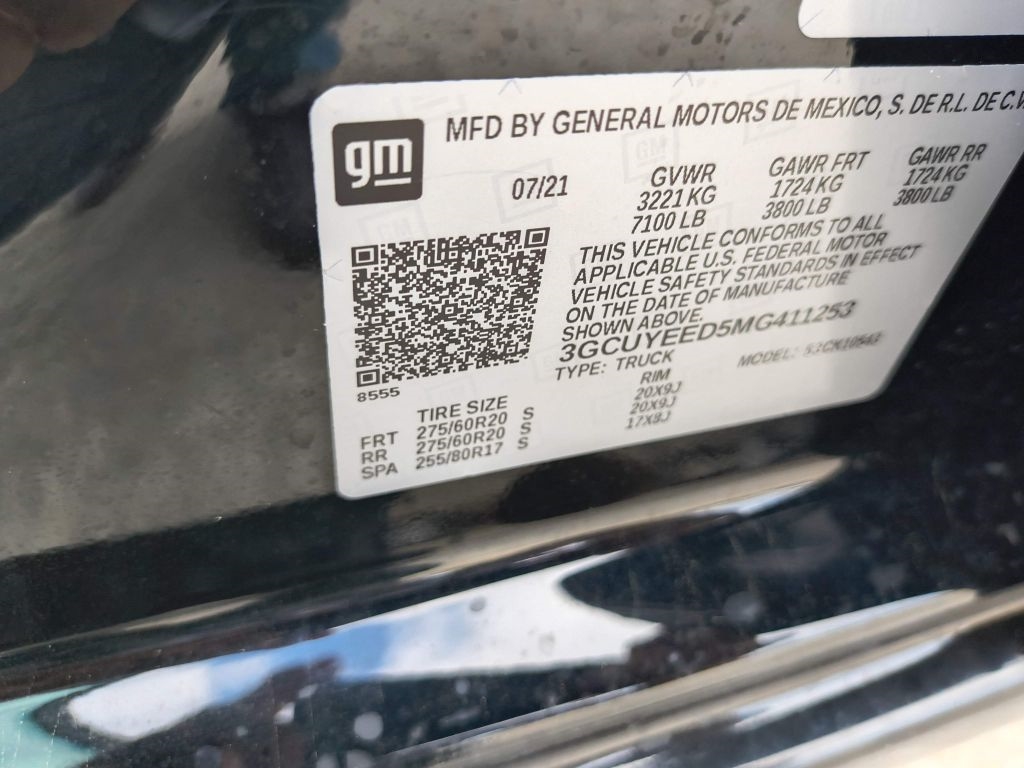 gm
MFD BY GENERAL MOTORS DE MEXICO, S. DE R.L. DE C.V
07/21
GVWR GAWR FRT GAWR RR
3221 KG 1724 KG 1724 KG
7100 LB 3800 LB 3800 LB
THIS VEHICLE CONFORMS TO ALL
APPLICABLE U.S. FEDERAL MOTOR
VEHICLE SAFETY STANDARDS IN EFFECT
ON THE DATE OF MANUFACTURE
SHOWN ABOVE.
3GCUYEED5MG411253
TYPE: TRUCK MODEL:
8555
TIRE SIZE RIM
FRT 275/60R20 S 20X9J
RR 275/60R20 S 20X9J
SPA 255/80R17 S 17X8J